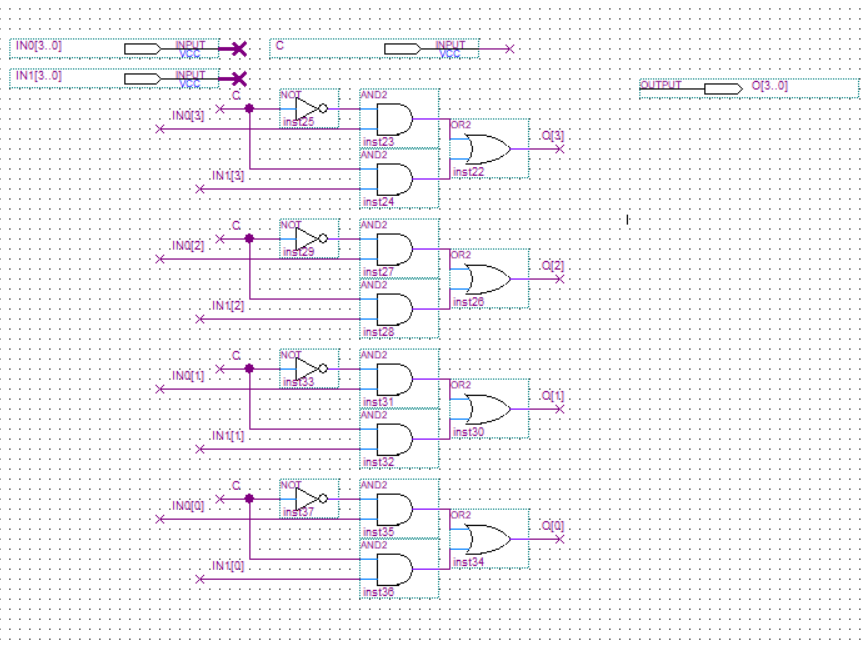 IN0[3..0] INPUT VCC
C INPUT VCC
IN1[3..0] INPUT VCC
OUTPUT O[3..0]
C
NOT
AND2
IN0[3]
inst25
inst23
OR2
O[3]
AND2
IN1[3]
inst22
inst24
C
NOT
AND2
IN0[2]
inst29
inst27
OR2
O[2]
AND2
IN1[2]
inst26
inst28
C
NOT
AND2
IN0[1]
inst33
inst31
OR2
O[1]
AND2
IN1[1]
inst30
inst32
C
NOT
AND2
IN0[0]
inst37
inst35
OR2
O[0]
AND2
IN1[0]
inst34
inst36